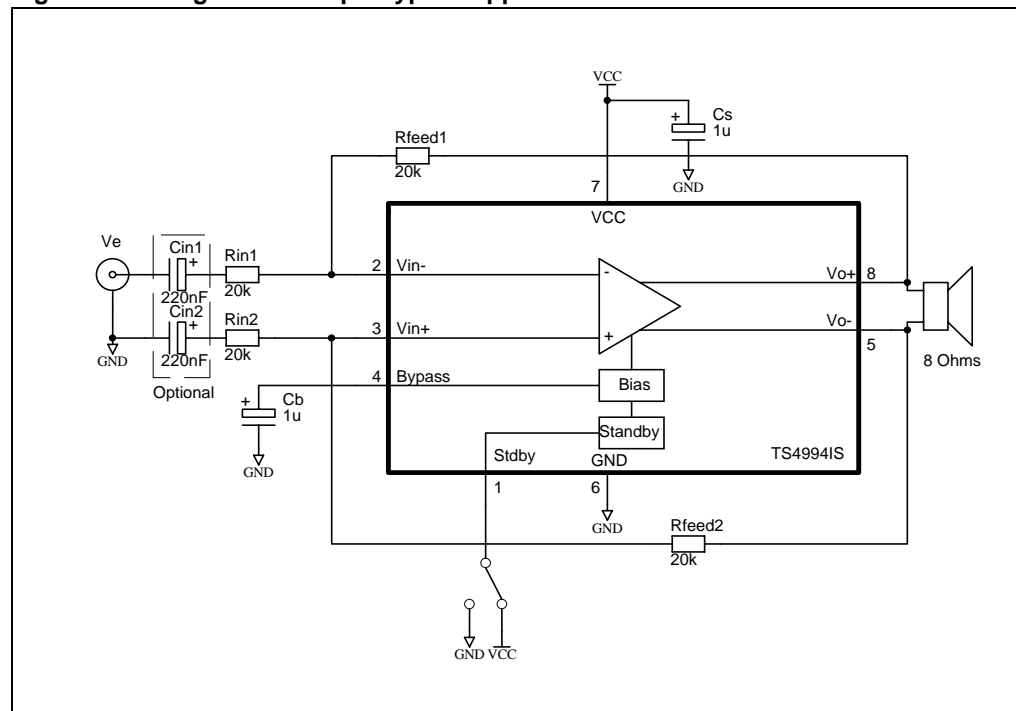 VCC
+ Cs
1u
GND
Rfeed1
20k
7
VCC
Ve
Cin1
+
220nF
Rin1
20k
2 Vin-
-
Vo+ 8
Cin2
+
220nF
Rin2
20k
3 Vin+
+
Vo-
5
GND
Optional
8 Ohms
4 Bypass
Bias
+ Cb
1u
GND
Standby
Stdby
GND
TS4994IS
1
6
GND
Rfeed2
20k
GND VCC